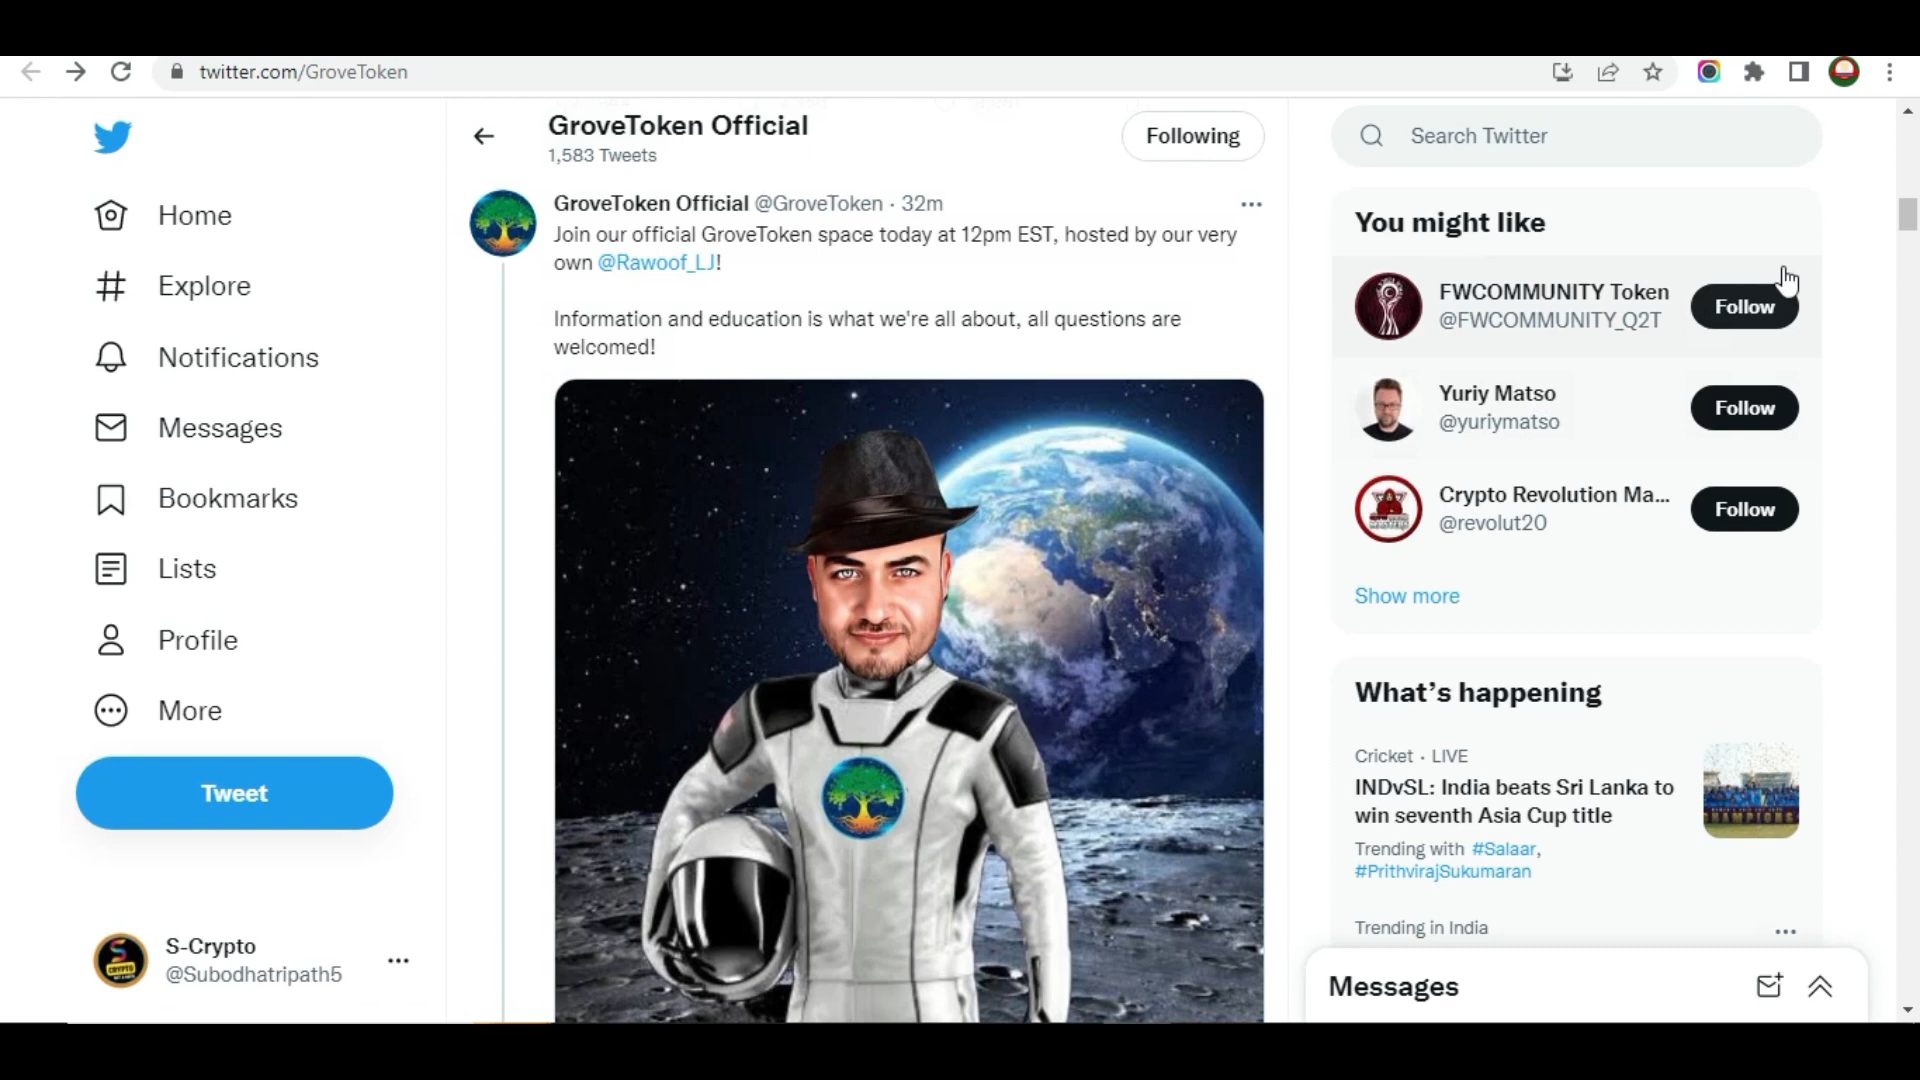 twitter.com/GroveToken
Home
Explore
Notifications
Messages
Bookmarks
Lists
Profile
More
Tweet
S-Crypto
@Subodhatripath5
GroveToken Official
1,583 Tweets
Following
GroveToken Official @GroveToken · 32m
Join our official GroveToken space today at 12pm EST, hosted by our very
own @Rawoof_LJ!
Information and education is what we're all about, all questions are
welcomed!
Search Twitter
You might like
FWCOMMUNITY Token
@FWCOMMUNITY_Q2T
Follow
Yuriy Matso
@yuriymatso
Follow
Crypto Revolution Ma...
@revolut20
Follow
Show more
What's happening
Cricket · LIVE
INDvSL: India beats Sri Lanka to
win seventh Asia Cup title
Trending with #Salaar,
#PrithvirajSukumaran
Trending in India
Messages